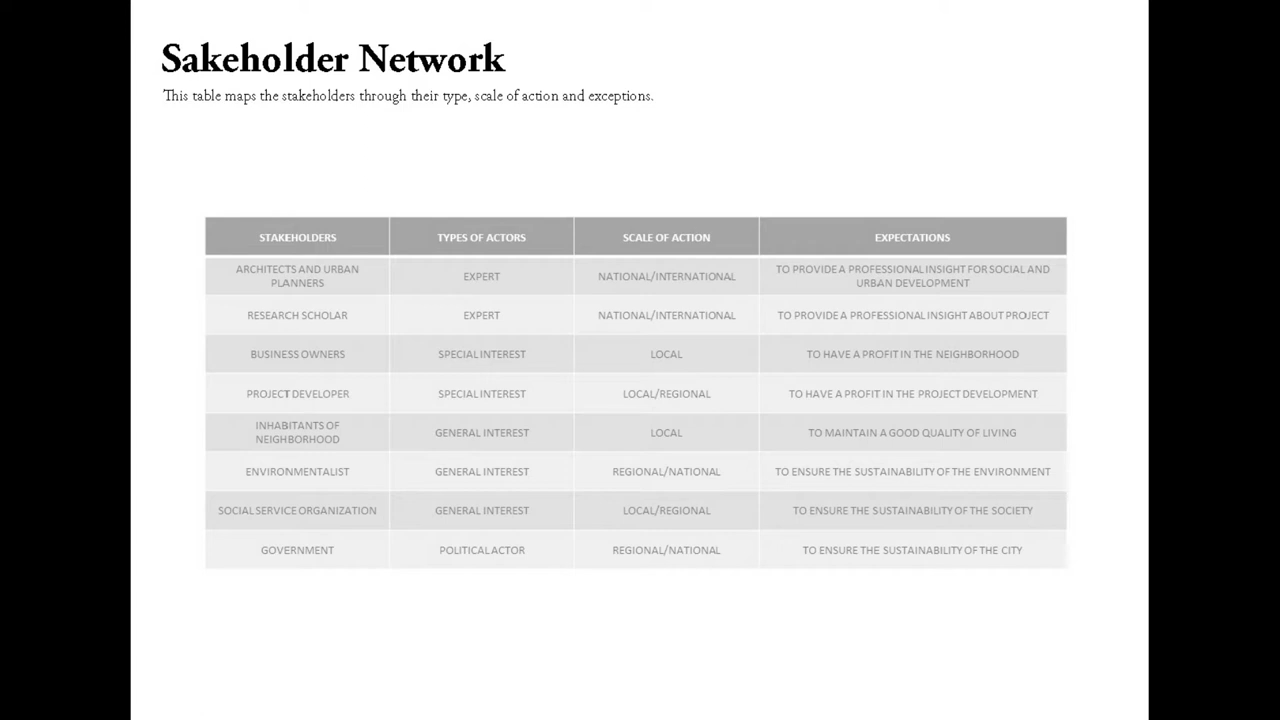 Sakeholder Network
This table maps the stakeholders through their type, scale of action and exceptions.
STAKEHOLDERS TYPES OF ACTORS SCALE OF ACTION EXPECTATIONS
ARCHITECTS AND URBAN
PLANNERS
EXPERT NATIONAL/INTERNATIONAL
TO PROVIDE A PROFESSIONAL INSIGHT FOR SOCIAL AND
URBAN DEVELOPMENT
RESEARCH SCHOLAR EXPERT NATIONAL/INTERNATIONAL TO PROVIDE A PROFESSIONAL INSIGHT ABOUT PROJECT
BUSINESS OWNERS SPECIAL INTEREST LOCAL TO HAVE A PROFIT IN THE NEIGHBORHOOD
PROJECT DEVELOPER SPECIAL INTEREST LOCAL/REGIONAL TO HAVE A PROFIT IN THE PROJECT DEVELOPMENT
INHABITANTS OF
NEIGHBORHOOD
GENERAL INTEREST LOCAL TO MAINTAIN A GOOD QUALITY OF LIVING
ENVIRONMENTALIST GENERAL INTEREST REGIONAL/NATIONAL TO ENSURE THE SUSTAINABILITY OF THE ENVIRONMENT
SOCIAL SERVICE ORGANIZATION GENERAL INTEREST LOCAL/REGIONAL TO ENSURE THE SUSTAINABILITY OF THE SOCIETY
GOVERNMENT POLITICAL ACTOR REGIONAL/NATIONAL TO ENSURE THE SUSTAINABILITY OF THE CITY